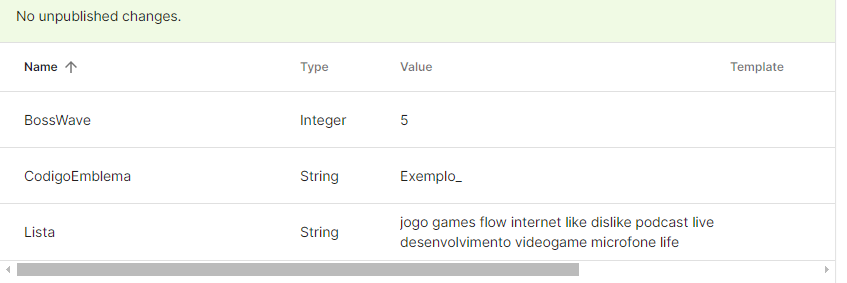 No unpublished changes.
Name Type Value Template
BossWave Integer 5
CodigoEmblema String Exemplo_
Lista String jogo games flow internet like dislike podcast live
desenvolvimento videogame microfone life